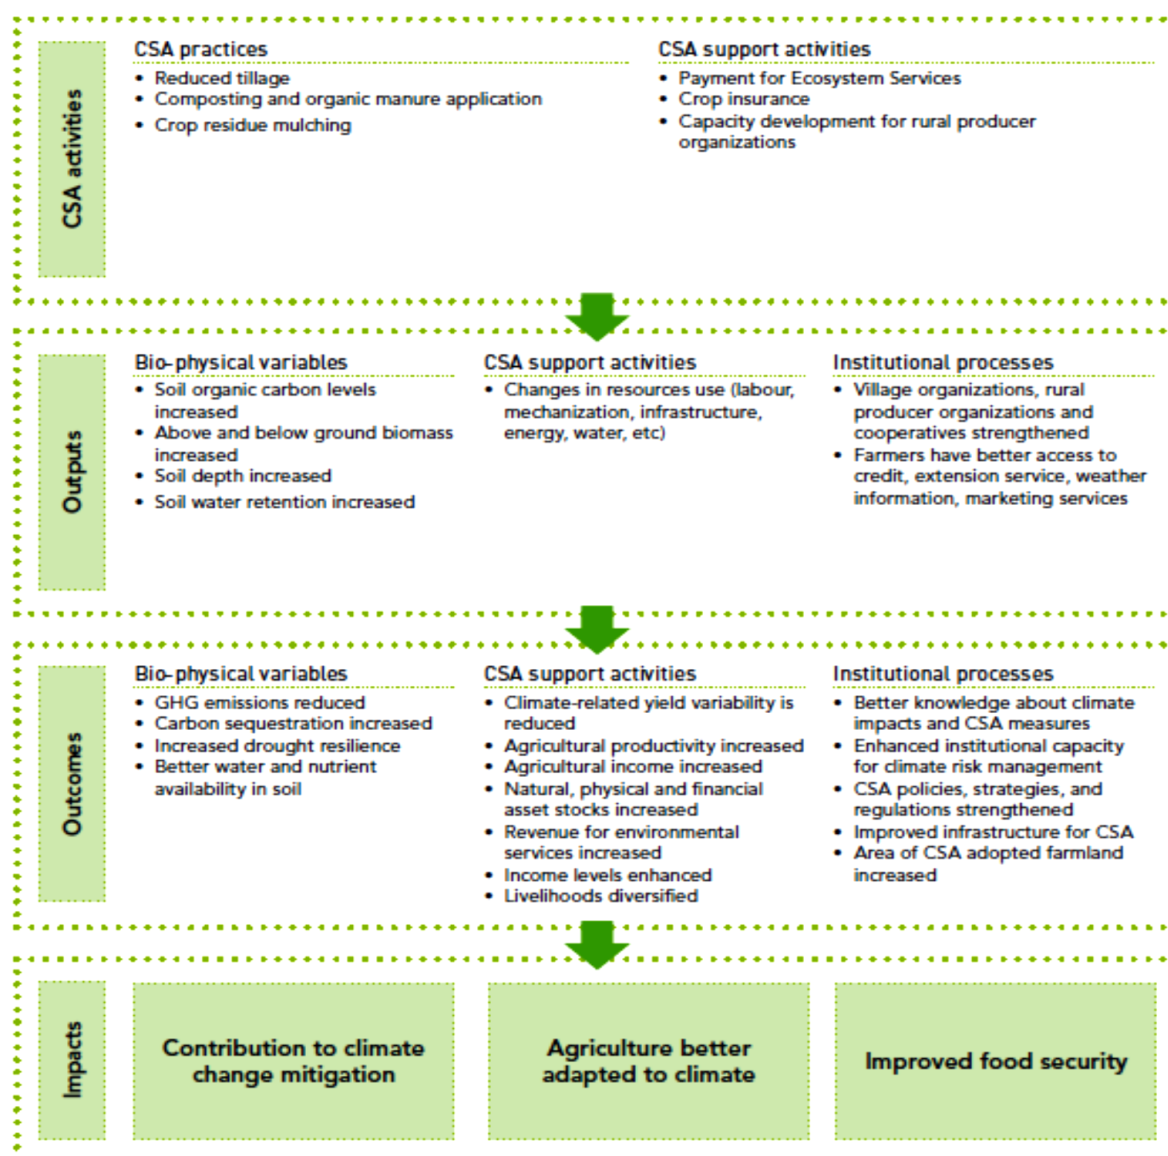 CSA activities
CSA practices
• Reduced tillage
• Composting and organic manure application
• Crop residue mulching
CSA support activities
• Payment for Ecosystem Services
• Crop insurance
• Capacity development for rural producer
organizations
Outputs
Bio-physical variables
• Soil organic carbon levels
increased
• Above and below ground biomass
increased
• Soil depth increased
• Soil water retention increased
CSA support activities
• Changes in resources use (labour,
mechanization, infrastructure,
energy, water, etc)
Institutional processes
• Village organizations, rural
producer organizations and
cooperatives strengthened
• Farmers have better access to
credit, extension service, weather
information, marketing services
Outcomes
Bio-physical variables
• GHG emissions reduced
• Carbon sequestration increased
• Increased drought resilience
• Better water and nutrient
availability in soil
CSA support activities
• Climate-related yield variability is
reduced
• Agricultural productivity increased
• Agricultural income increased
• Natural, physical and financial
asset stocks increased
• Revenue for environmental
services increased
• Income levels enhanced
• Livelihoods diversified
Institutional processes
• Better knowledge about climate
impacts and CSA measures
• Enhanced institutional capacity
for climate risk management
• CSA policies, strategies, and
regulations strengthened
• Improved infrastructure for CSA
• Area of CSA adopted farmland
increased
Impacts
Contribution to climate
change mitigation
Agriculture better
adapted to climate
Improved food security